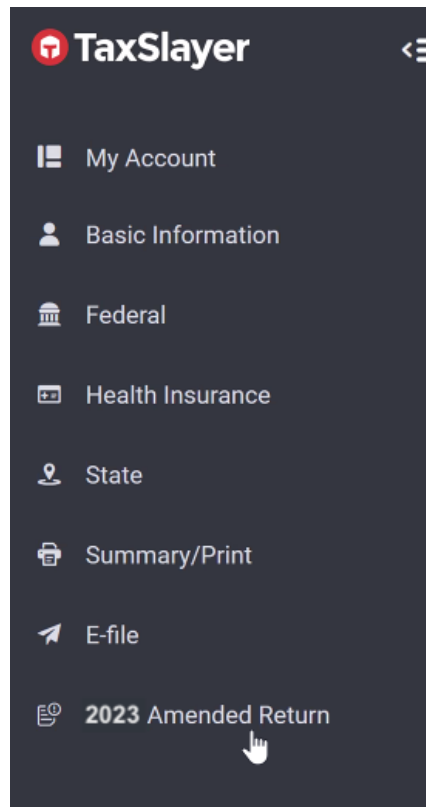 TaxSlayer
My Account
Basic Information
Federal
Health Insurance
State
Summary/Print
E-file
2023 Amended Return